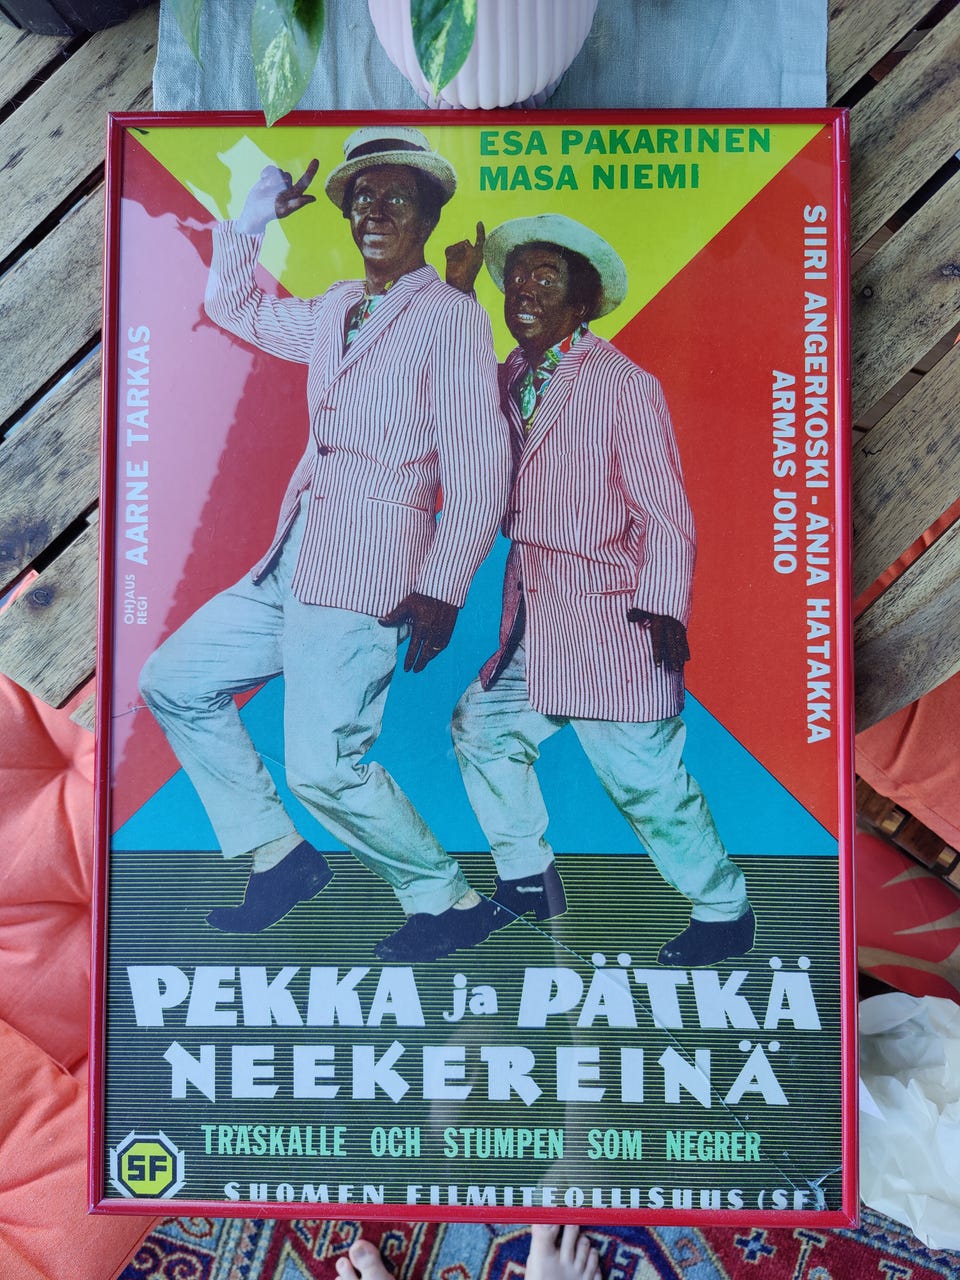 ESA PAKARINEN
MASA NIEMI
SIIRI ANGERKOSKI - ANJA HATAKKA
ARMAS JOKIO
OHJAUS
REGI
AARNE TARKAS
PEKKA ja PÄTKÄ
NEEKEREINÄ
TRÄSKALLE OCH STUMPEN SOM NEGRER
SF
SUOMEN FILMITEOLLISUUS (SF)